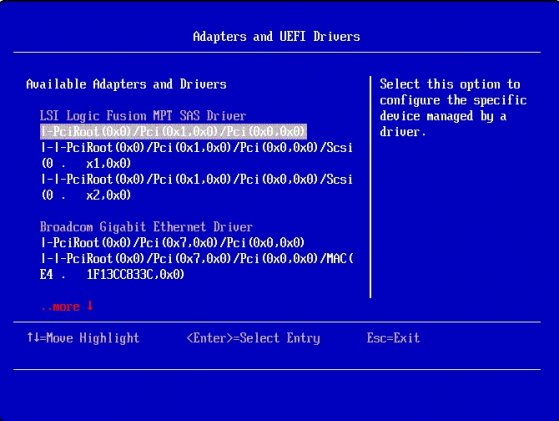 Adapters and UEFI Drivers
Available Adapters and Drivers
LSI Logic Fusion MPT SAS Driver
|-PciRoot(0x0)/Pci(0x1,0x0)/Pci(0x0,0x0)
|-|-PciRoot(0x0)/Pci(0x1,0x0)/Pci(0x0,0x0)/Scsi
(0 .   x1,0x0)
|-|-PciRoot(0x0)/Pci(0x1,0x0)/Pci(0x0,0x0)/Scsi
(0 .   x2,0x0)
Broadcom Gigabit Ethernet Driver
|-PciRoot(0x0)/Pci(0x7,0x0)/Pci(0x0,0x0)
|-|-PciRoot(0x0)/Pci(0x7,0x0)/Pci(0x0,0x0)/MAC(
E4 .   1F13CC833C,0x0)
..more ↓
Select this option to
configure the specific
device managed by a
driver.
↑↓=Move Highlight <Enter>=Select Entry Esc=Exit